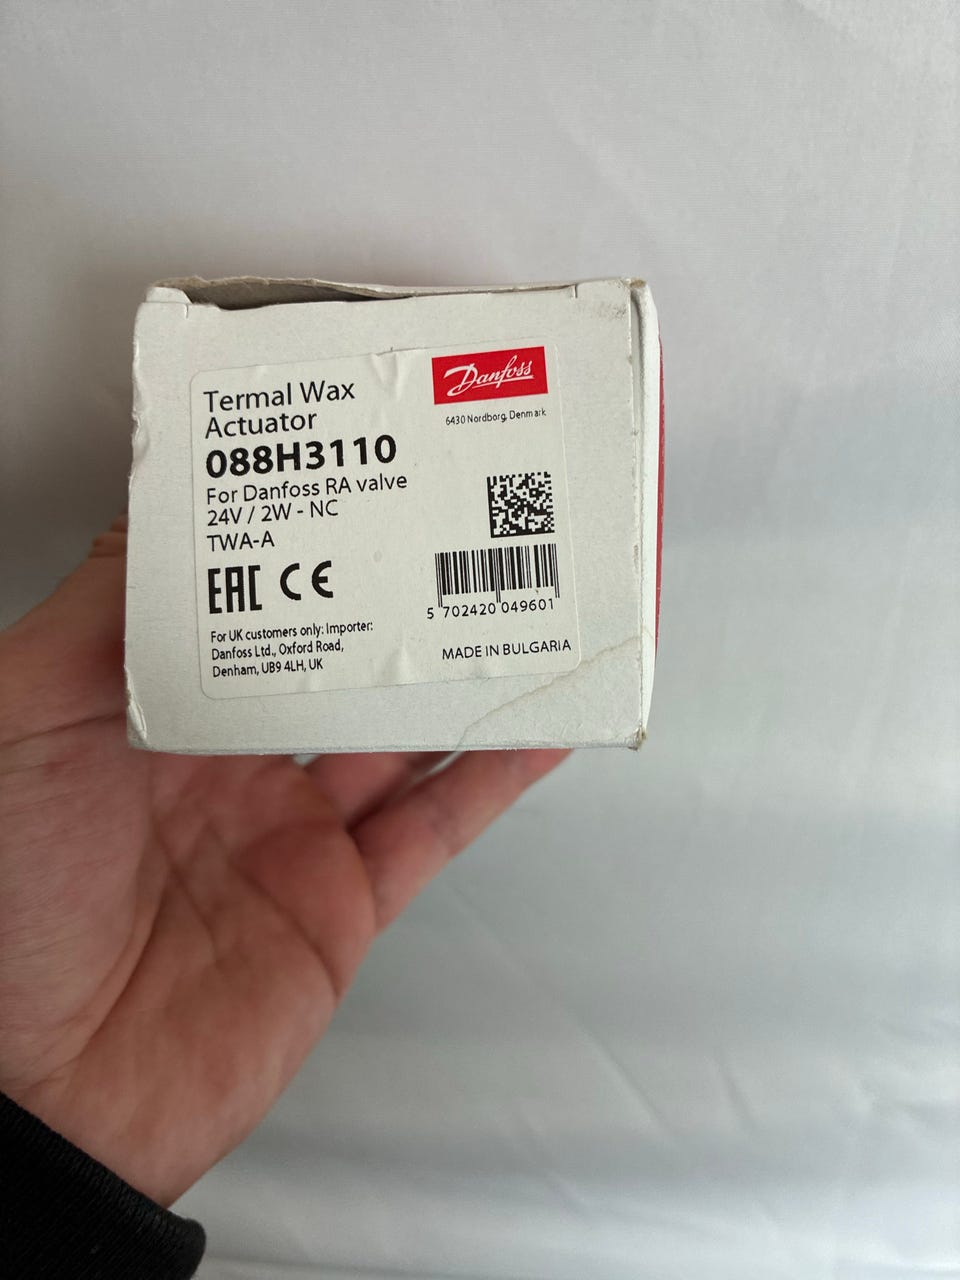 Termal Wax
Actuator
088H3110
For Danfoss RA valve
24V / 2W - NC
TWA-A
EAC CE
For UK customers only: Importer:
Danfoss Ltd., Oxford Road,
Denham, UB9 4LH, UK
Danfoss
6430 Nordborg, Denmark
5 702420 049601
MADE IN BULGARIA